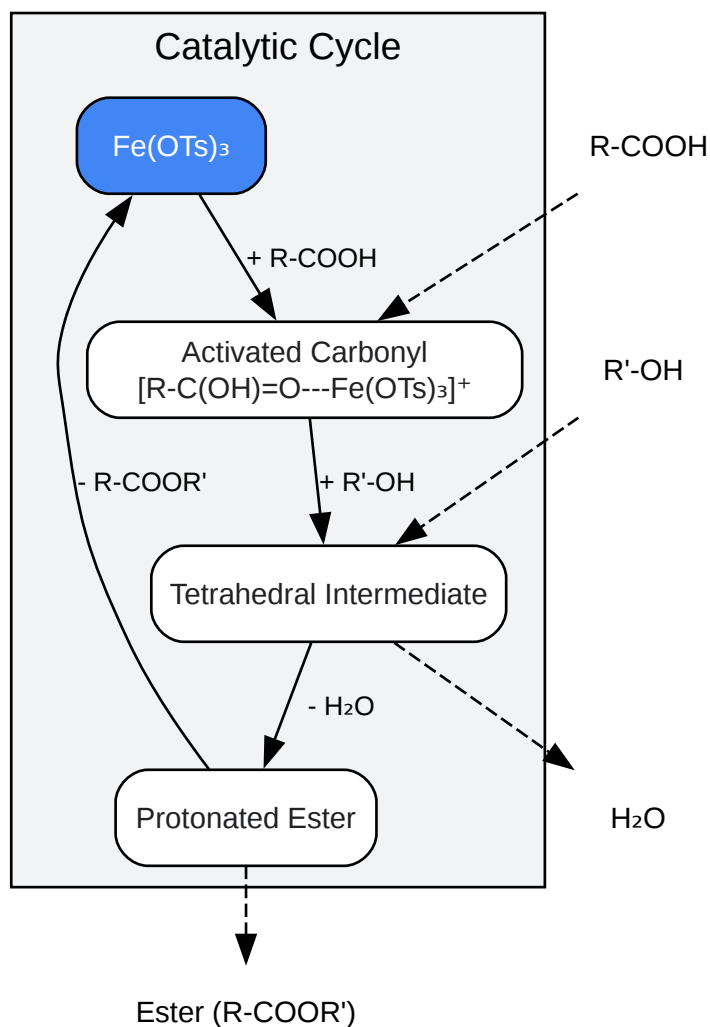 Catalytic Cycle
Fe(OTs)₃
R-COOH
+ R-COOH
Activated Carbonyl
[R-C(OH)=O---Fe(OTs)₃]⁺
R'-OH
- R-COOR'
+ R'-OH
Tetrahedral Intermediate
- H₂O
Protonated Ester
H₂O
Ester (R-COOR')